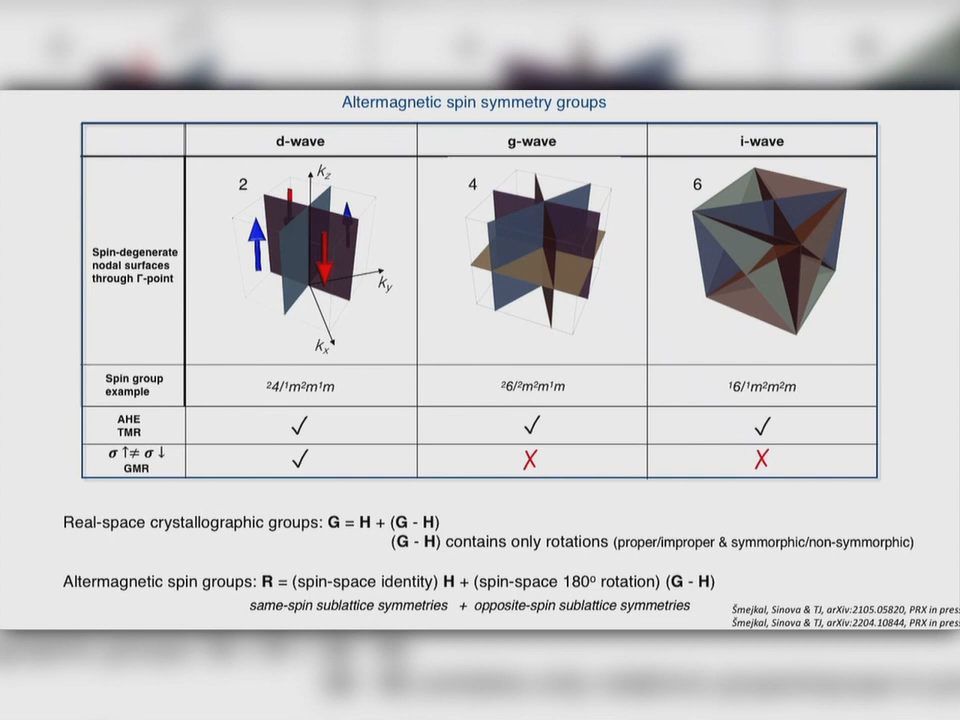 Altermagnetic spin symmetry groups
d-wave
g-wave
i-wave
Spin-degenerate
nodal surfaces
through Γ-point
2
k_z
k_y
k_x
4
6
Spin group
example
²4/¹m²m¹m
²6/²m²m¹m
¹6/¹m²m²m
AHE
TMR
✓
✓
✓
σ↑≠ σ↓
GMR
✓
X
X
Real-space crystallographic groups: G = H + (G - H)
(G - H) contains only rotations (proper/improper & symmorphic/non-symmorphic)
Altermagnetic spin groups: R = (spin-space identity) H + (spin-space 180º rotation) (G - H)
same-spin sublattice symmetries + opposite-spin sublattice symmetries
Šmejkal, Sinova & TJ, arXiv:2105.05820, PRX in pres
Šmejkal, Sinova & TJ, arXiv:2204.10844, PRX in pres